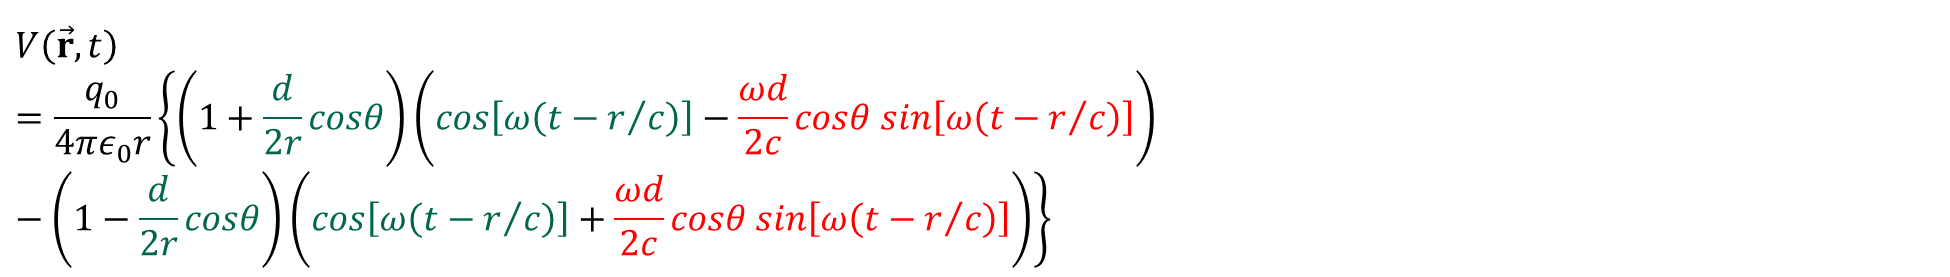 V(r⃗, t)
= q₀/(4πϵ₀r) {(1 + d/(2r) cosθ)(cos[ω(t − r/c)] − ωd/(2c) cosθ sin[ω(t − r/c)])
− (1 − d/(2r) cosθ)(cos[ω(t − r/c)] + ωd/(2c) cosθ sin[ω(t − r/c)])}